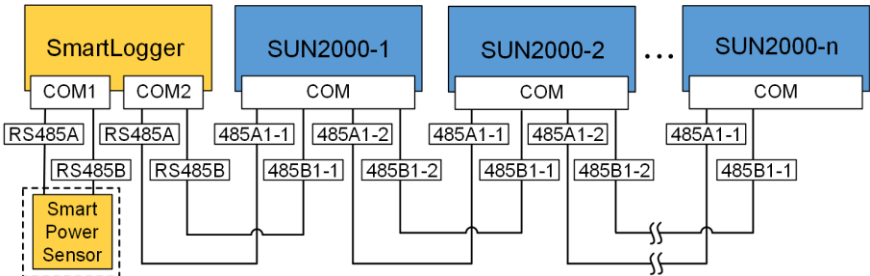 SmartLogger
SUN2000-1
SUN2000-2
...
SUN2000-n
COM1
COM2
COM
COM
COM
RS485A
RS485A
485A1-1
485A1-2
485A1-1
485A1-2
485A1-1
RS485B
RS485B
485B1-1
485B1-2
485B1-1
485B1-2
485B1-1
Smart
Power
Sensor